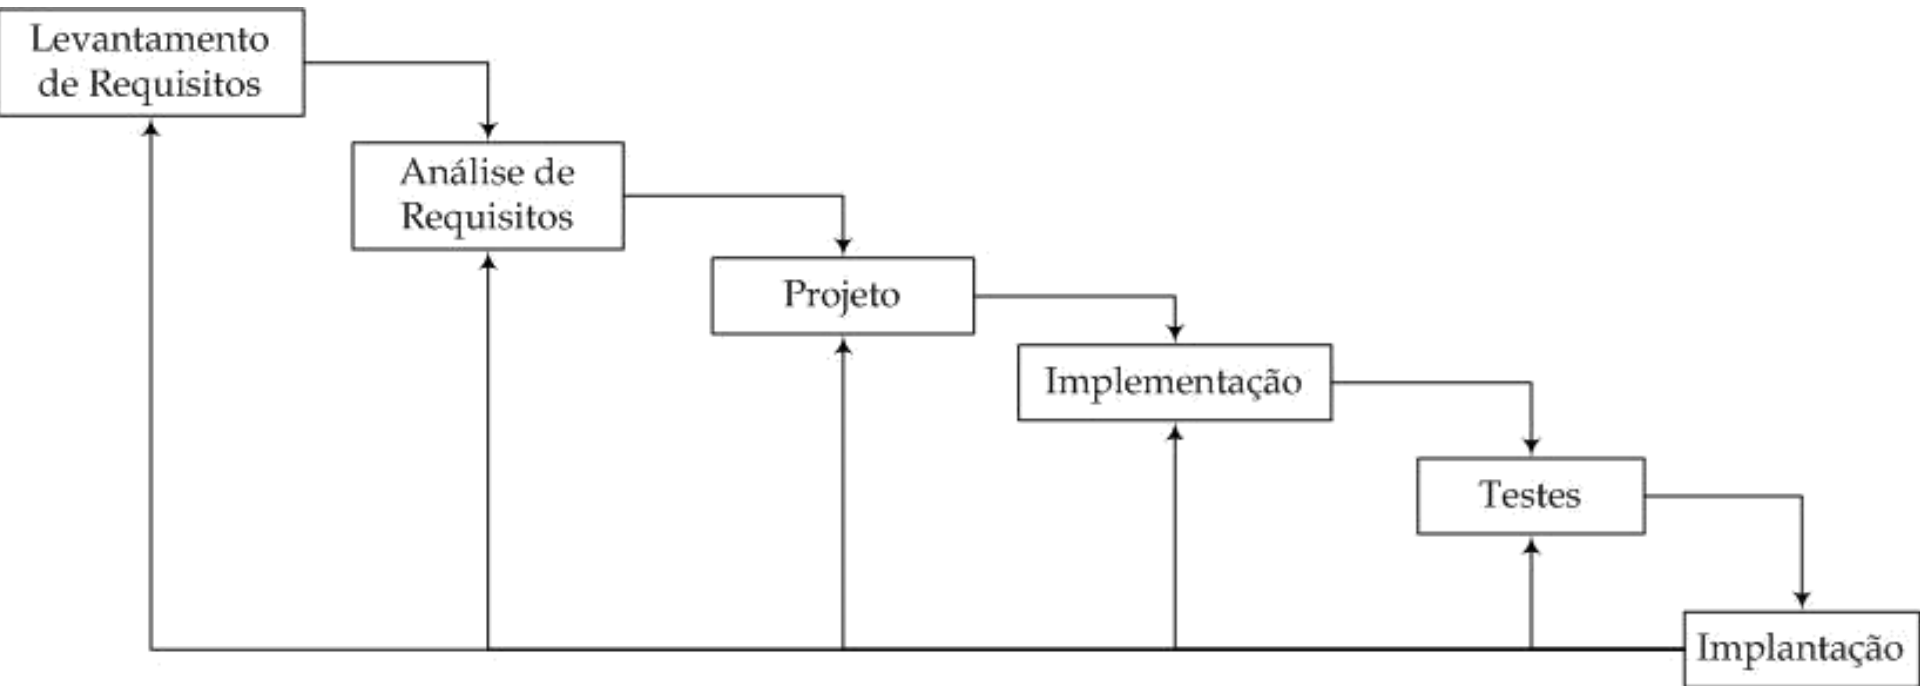 Levantamento
de Requisitos
Análise de
Requisitos
Projeto
Implementação
Testes
Implantação